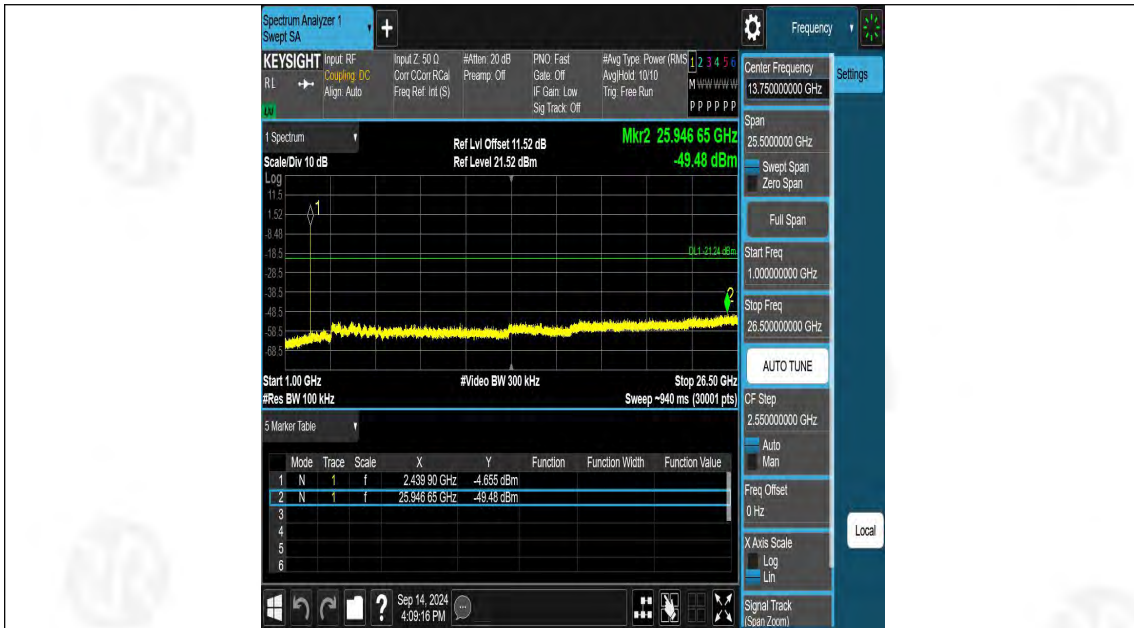 Spectrum Analyzer 1
Swept SA
+
Frequency
KEYSIGHT
RL
Input: RF
Coupling: DC
Align: Auto
Input Z: 50 Ω
Corr CCorr RCal
Freq Ref: Int (S)
#Atten: 20 dB
Preamp: Off
PNO: Fast
Gate: Off
IF Gain: Low
Sig Track: Off
#Avg Type: Power (RMS
Avg|Hold: 10/10
Trig: Free Run
1 2 3 4 5 6
M W W W W W
P P P P P P
1 Spectrum
Scale/Div 10 dB
Ref Lvl Offset 11.52 dB
Ref Level 21.52 dBm
Mkr2 25.946 65 GHz
-49.48 dBm
Log
11.5
1.52
-8.48
-18.5
-28.5
-38.5
-48.5
-58.5
-68.5
1
DL1 -21.24 dBm
2
Start 1.00 GHz
#Video BW 300 kHz
Stop 26.50 GHz
#Res BW 100 kHz
Sweep ~940 ms (30001 pts)
5 Marker Table
Mode Trace Scale X Y Function Function Width Function Value
1 N 1 f 2.439 90 GHz -4.655 dBm
2 N 1 f 25.946 65 GHz -49.48 dBm
3
4
5
6
?
Sep 14, 2024
4:09:16 PM
Center Frequency
13.750000000 GHz
Settings
Span
25.5000000 GHz
Swept Span
Zero Span
Full Span
Start Freq
1.000000000 GHz
Stop Freq
26.500000000 GHz
AUTO TUNE
CF Step
2.550000000 GHz
Auto
Man
Freq Offset
0 Hz
X Axis Scale
Log
Lin
Local
Signal Track
(Span Zoom)